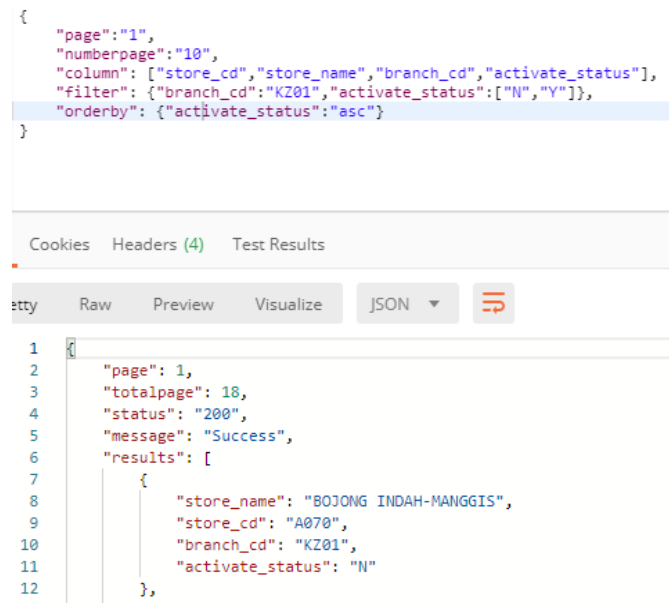 {
"page":"1",
"numberpage":"10",
"column": ["store_cd","store_name","branch_cd","activate_status"],
"filter": {"branch_cd":"KZ01","activate_status":["N","Y"]},
"orderby": {"activate_status":"asc"}
}
Cookies Headers (4) Test Results
etty Raw Preview Visualize JSON
1 {
2 "page": 1,
3 "totalpage": 18,
4 "status": "200",
5 "message": "Success",
6 "results": [
7 {
8 "store_name": "BOJONG INDAH-MANGGIS",
9 "store_cd": "A070",
10 "branch_cd": "KZ01",
11 "activate_status": "N"
12 },